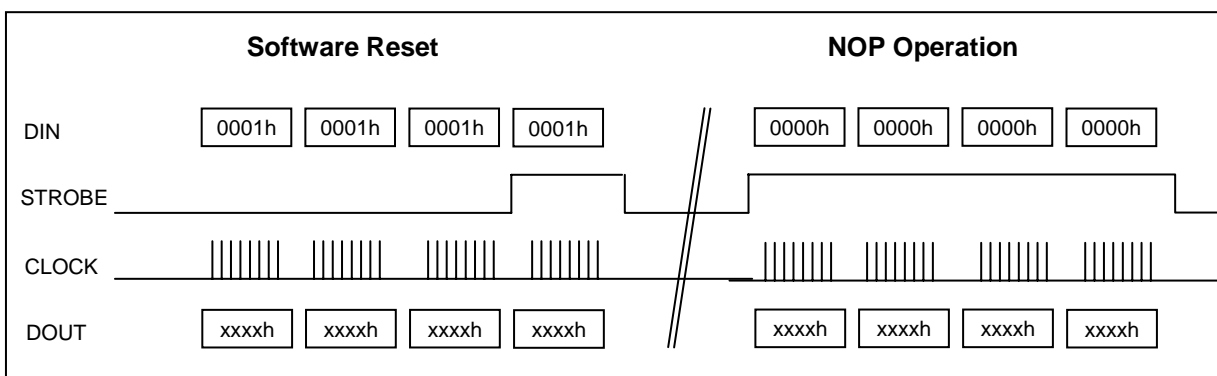 Software Reset NOP Operation
DIN 0001h 0001h 0001h 0001h 0000h 0000h 0000h 0000h
STROBE
CLOCK
DOUT xxxxh xxxxh xxxxh xxxxh xxxxh xxxxh xxxxh xxxxh